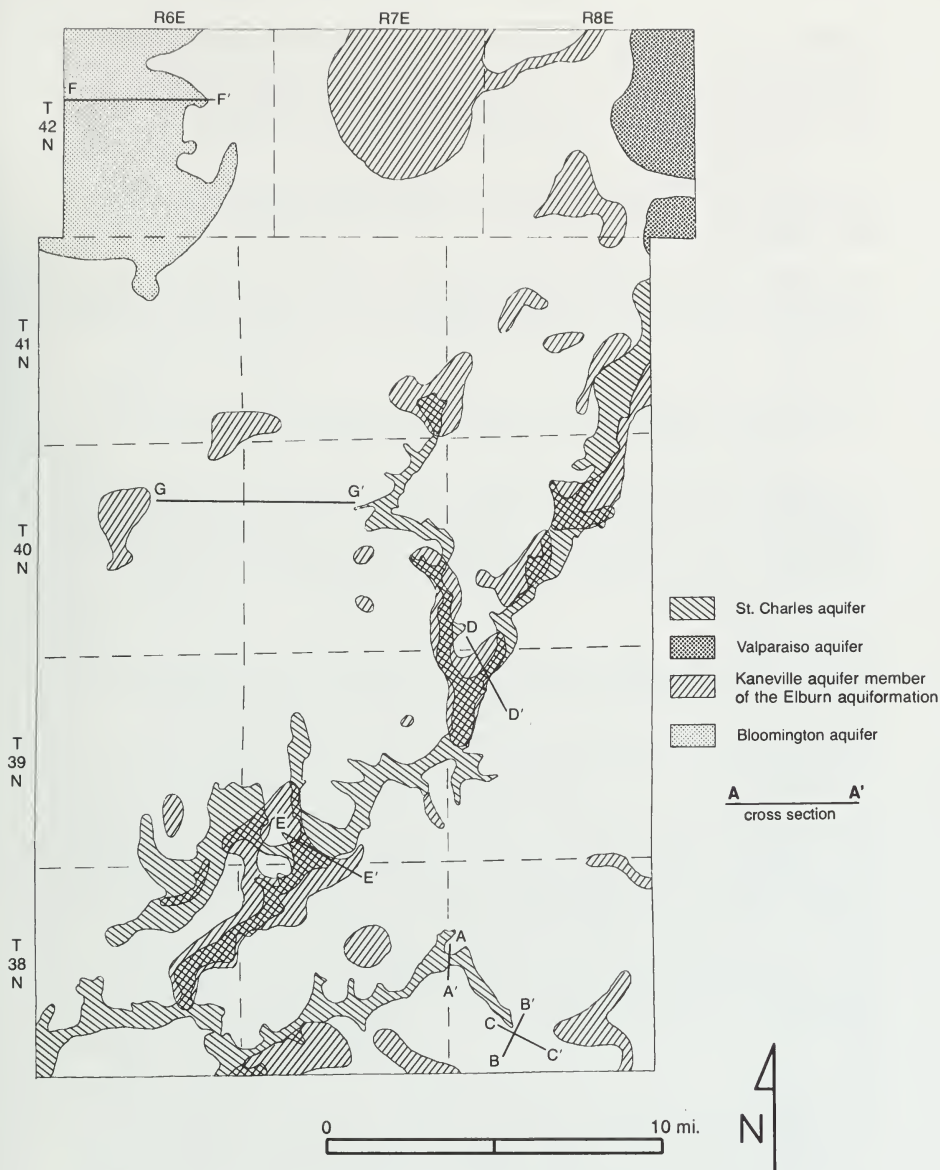 R6E R7E R8E
F F'
T
42
N
T
41
N
G G'
T
40
N
D
D'
St. Charles aquifer
Valparaiso aquifer
Kaneville aquifer member
of the Elburn aquiformation
Bloomington aquifer
A A'
cross section
T
39
N
E
E'
T
38
N
A
A'
B'
C
B C'
0 10 mi.
N